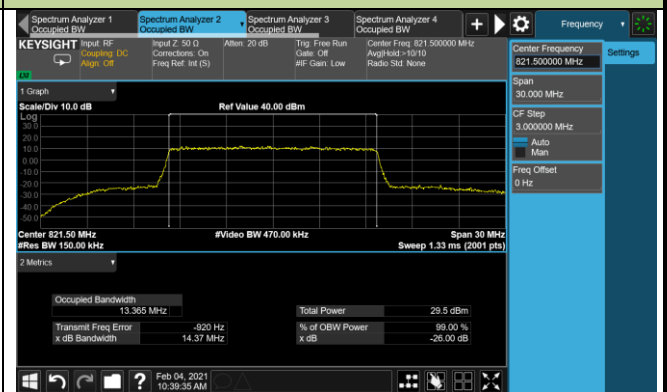 Spectrum Analyzer 1
Occupied BW
Spectrum Analyzer 2
Occupied BW
Spectrum Analyzer 3
Occupied BW
Spectrum Analyzer 4
Occupied BW
Frequency
KEYSIGHT
Input: RF
Coupling: DC
Align: Off
Input Z: 50 Ω
Corrections: On
Freq Ref: Int (S)
Atten: 20 dB
Trig: Free Run
Gate: Off
#IF Gain: Low
Center Freq: 821.500000 MHz
Avg|Hold:>10/10
Radio Std: None
LXI
Center Frequency
821.500000 MHz
Settings
Span
30.000 MHz
CF Step
3.000000 MHz
Auto
Man
Freq Offset
0 Hz
1 Graph
Scale/Div 10.0 dB
Ref Value 40.00 dBm
Log
30.0
20.0
10.0
0.00
-10.0
-20.0
-30.0
-40.0
-50.0
Center 821.50 MHz
#Video BW 470.00 kHz
Span 30 MHz
#Res BW 150.00 kHz
Sweep 1.33 ms (2001 pts)
2 Metrics
Occupied Bandwidth
13.365 MHz
Total Power
29.5 dBm
Transmit Freq Error
-920 Hz
% of OBW Power
99.00 %
x dB Bandwidth
14.37 MHz
x dB
-26.00 dB
?
Feb 04, 2021
10:39:35 AM